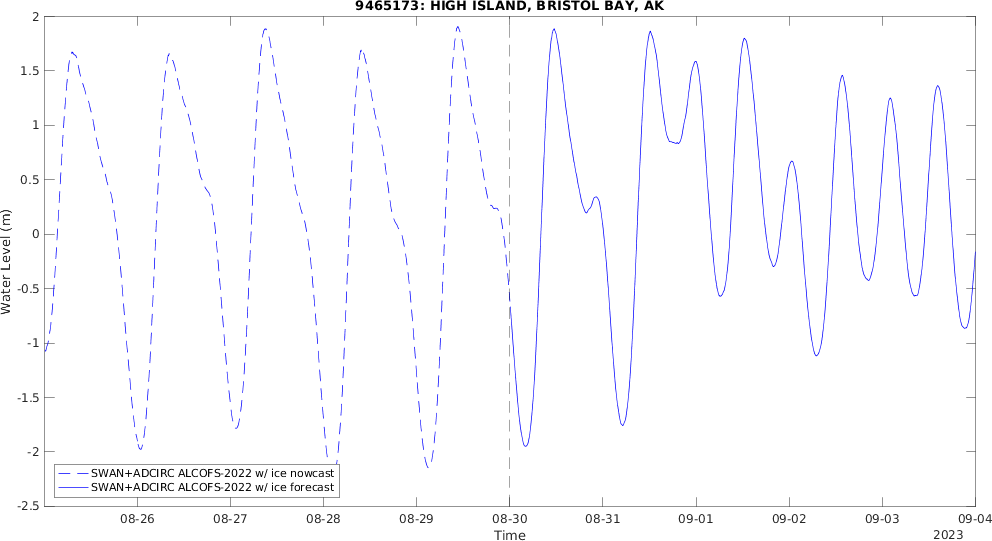 9465173: HIGH ISLAND, BRISTOL BAY, AK
2
1.5
1
0.5
0
-0.5
-1
-1.5
-2
-2.5
Water Level (m)
SWAN+ADCIRC ALCOFS-2022 w/ ice nowcast
SWAN+ADCIRC ALCOFS-2022 w/ ice forecast
08-26 08-27 08-28 08-29 08-30 08-31 09-01 09-02 09-03 09-04
Time
2023